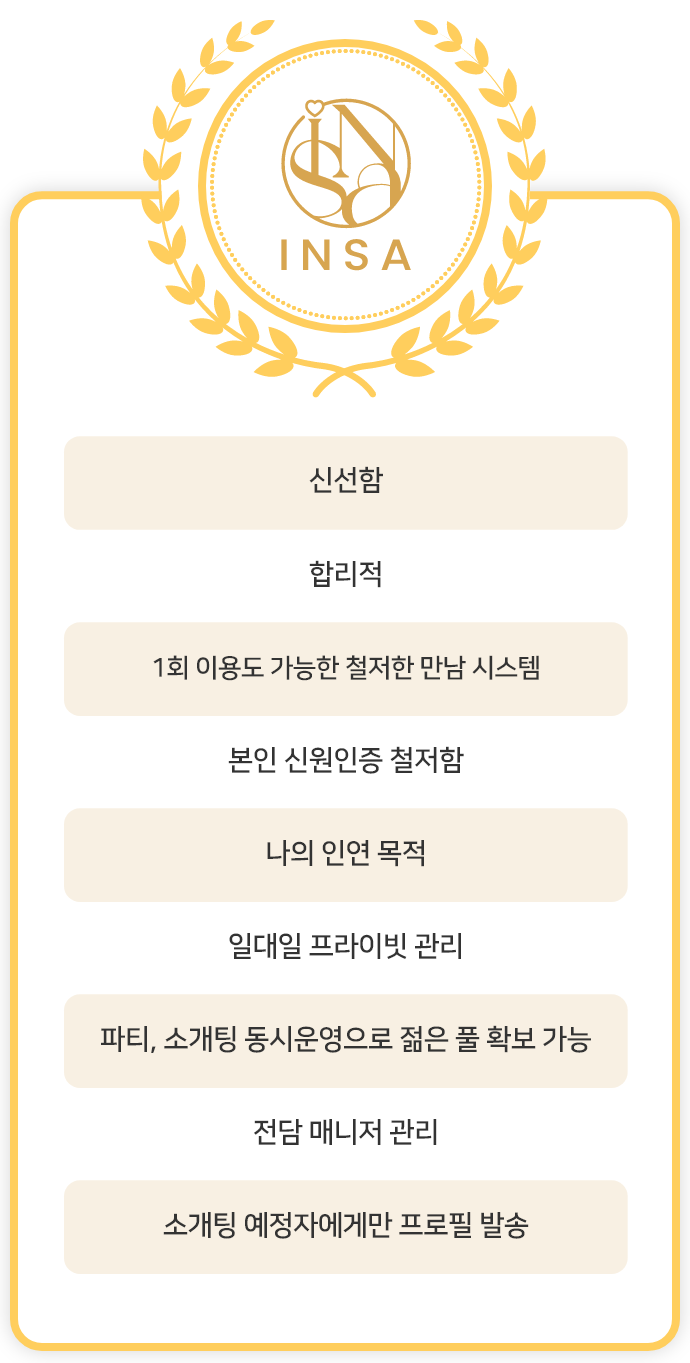 INSA
신선함
합리적
1회 이용도 가능한 철저한 만남 시스템
본인 신원인증 철저함
나의 인연 목적
일대일 프라이빗 관리
파티, 소개팅 동시운영으로 젊은 풀 확보 가능
전담 매니저 관리
소개팅 예정자에게만 프로필 발송